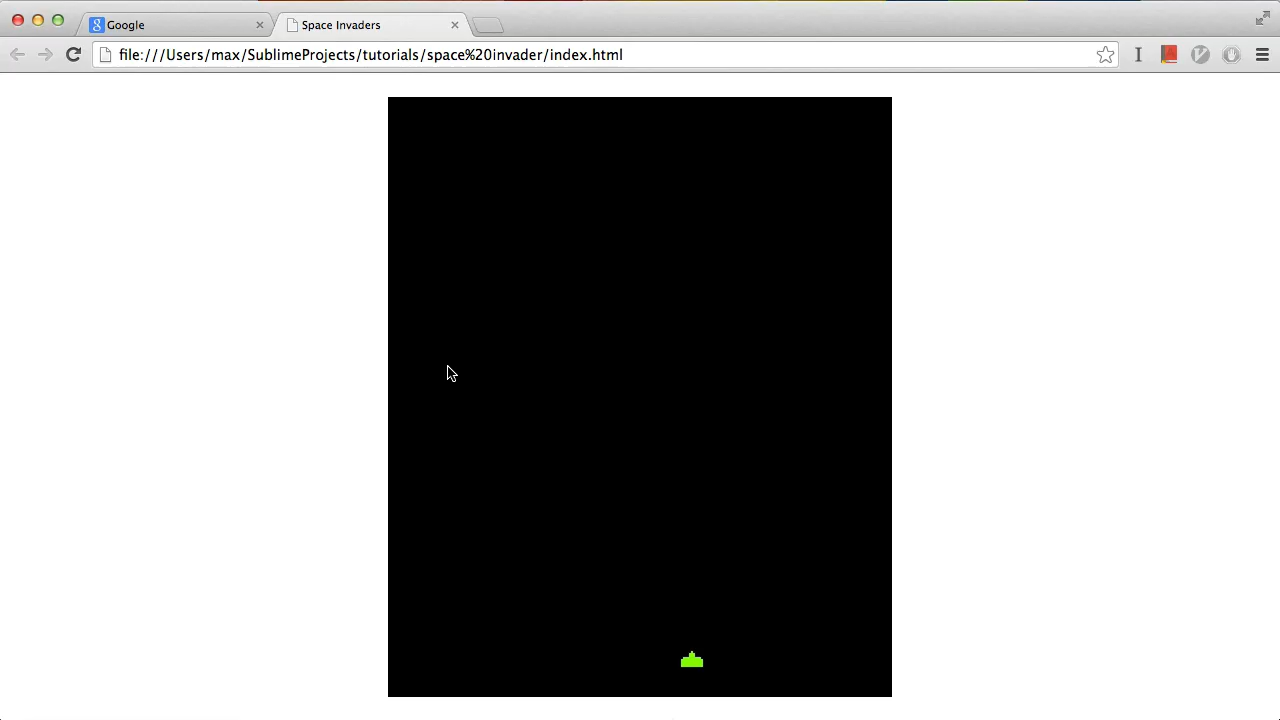 Google
Space Invaders
file:///Users/max/SublimeProjects/tutorials/space%20invader/index.html